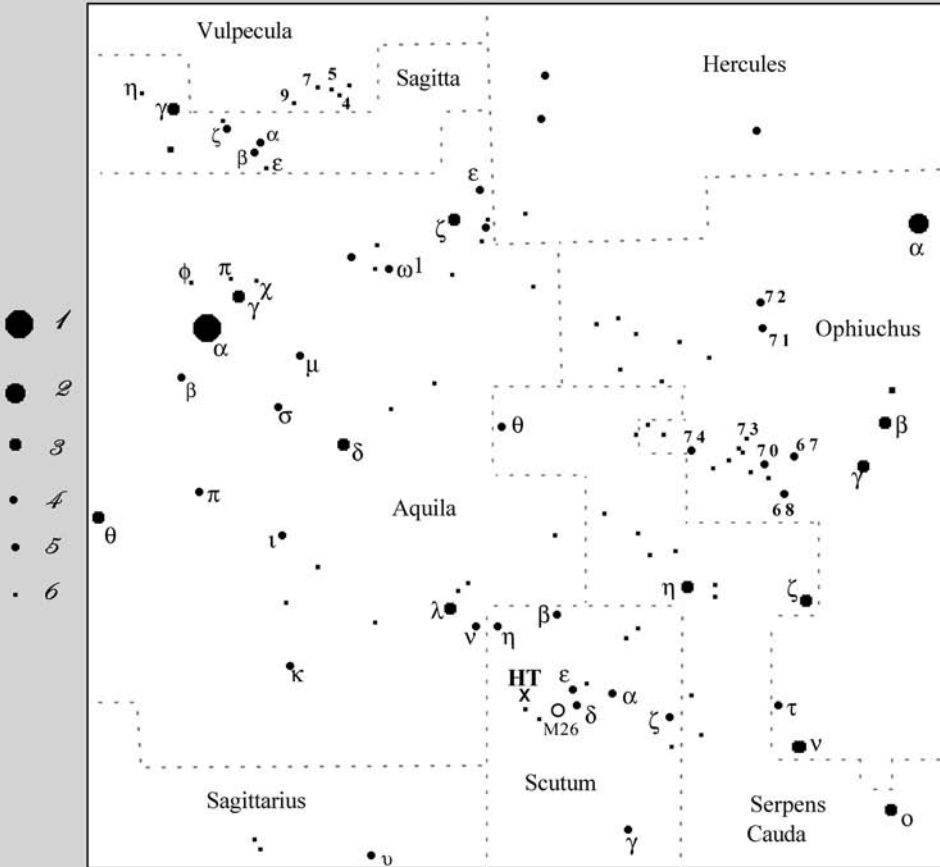 Vulpecula
Hercules
Sagitta
η
γ
9
7
5
4
ζ
α
β
ε
ε
ζ
α
φ
π
χ
γ
ω1
72
71
Ophiuchus
α
μ
β
σ
δ
θ
74
73
70
67
β
γ
68
π
Aquila
θ
ι
η
ζ
λ
ν
η
β
κ
HT
X
ε
α
δ
M26
ζ
τ
ν
Sagittarius
Scutum
Serpens
Cauda
γ
ο
υ
1
2
3
4
5
6